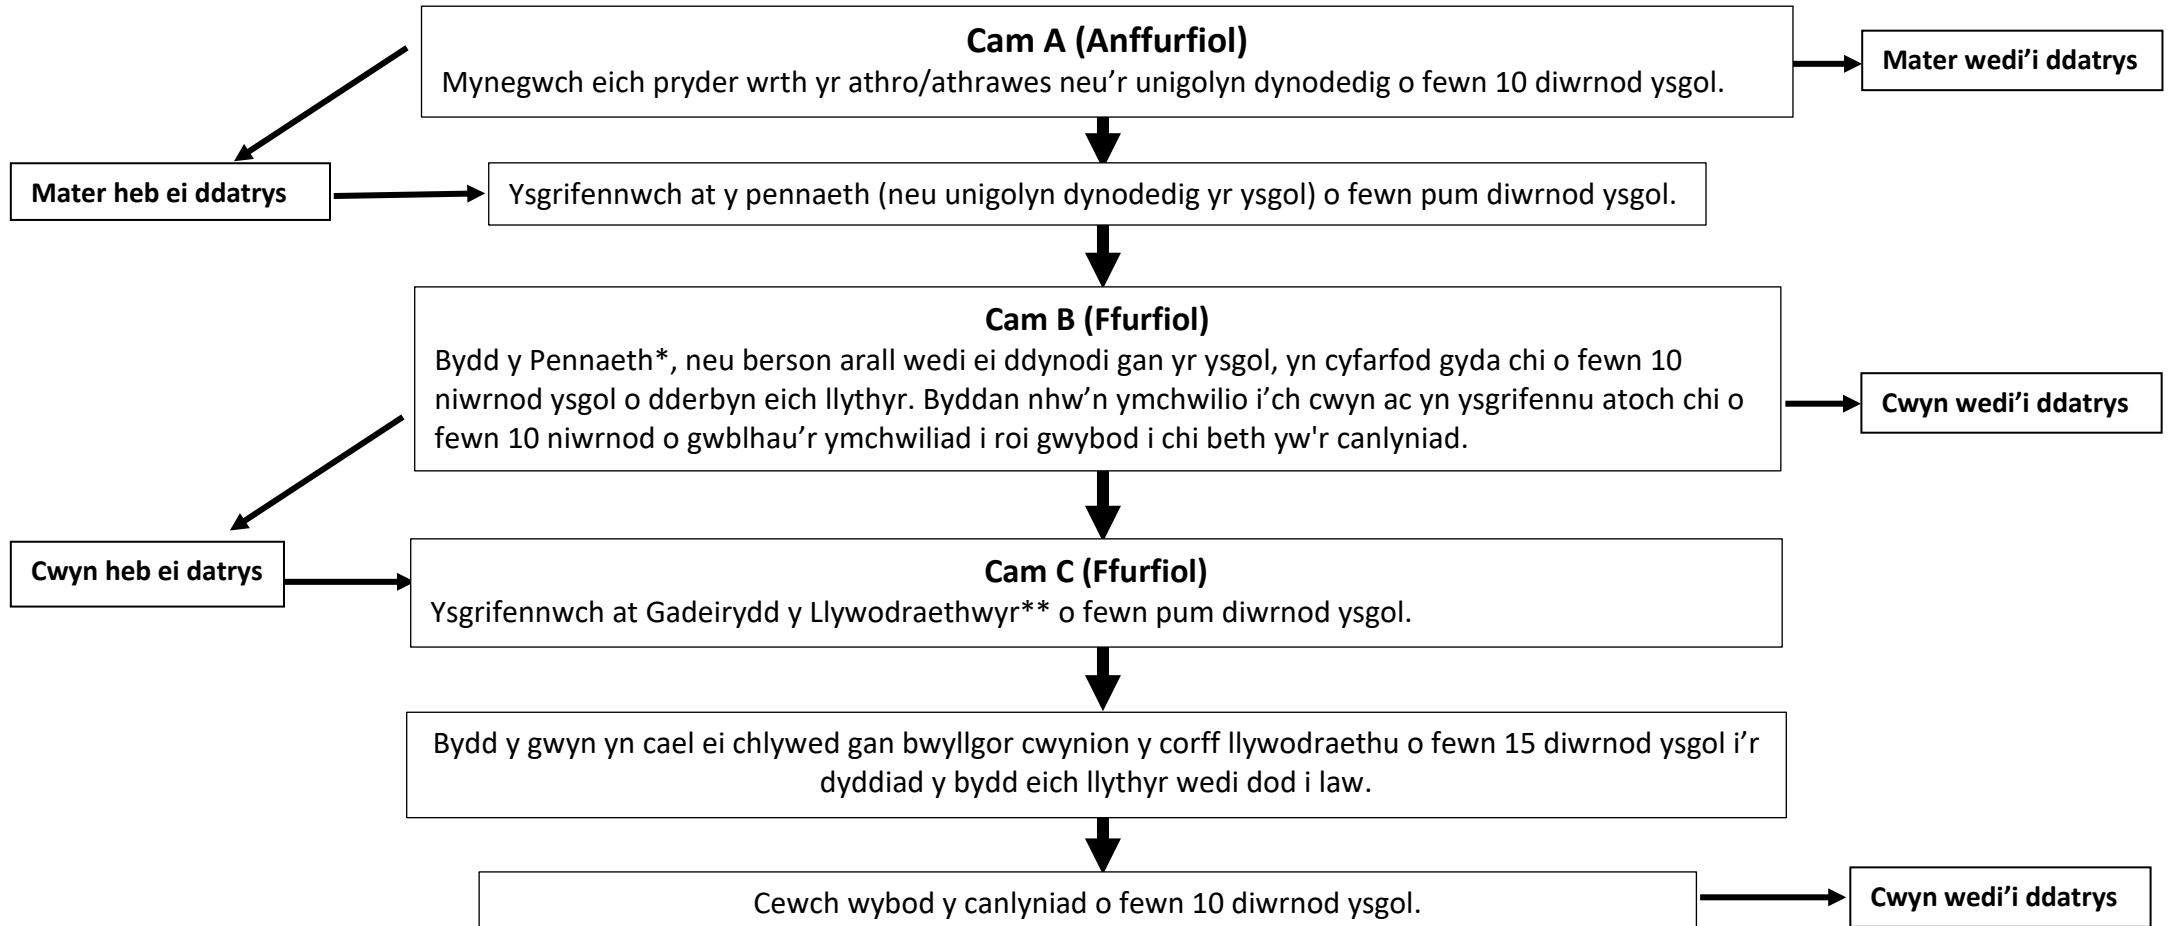 Cam A (Anffurfiol)
Mynegwch eich pryder wrth yr athro/athrawes neu'r unigolyn dynodedig o fewn 10 diwrnod ysgol.
Mater wedi’i ddatrys
Mater heb ei ddatrys
Ysgrifennwch at y pennaeth (neu unigolyn dynodedig yr ysgol) o fewn pum diwrnod ysgol.
Cam B (Ffurfiol)
Bydd y Pennaeth*, neu berson arall wedi ei ddynodi gan yr ysgol, yn cyfarfod gyda chi o fewn 10
niwrnod ysgol o dderbyn eich llythyr. Byddan nhw’n ymchwilio i’ch cwyn ac yn ysgrifennu atoch chi o
fewn 10 niwrnod o gwblhau’r ymchwiliad i roi gwybod i chi beth yw'r canlyniad.
Cwyn wedi’i ddatrys
Cwyn heb ei datrys
Cam C (Ffurfiol)
Ysgrifennwch at Gadeirydd y Llywodraethwyr** o fewn pum diwrnod ysgol.
Bydd y gwyn yn cael ei chlywed gan bwyllgor cwynion y corff llywodraethu o fewn 15 diwrnod ysgol i’r
dyddiad y bydd eich llythyr wedi dod i law.
Cewch wybod y canlyniad o fewn 10 diwrnod ysgol.
Cwyn wedi’i ddatrys